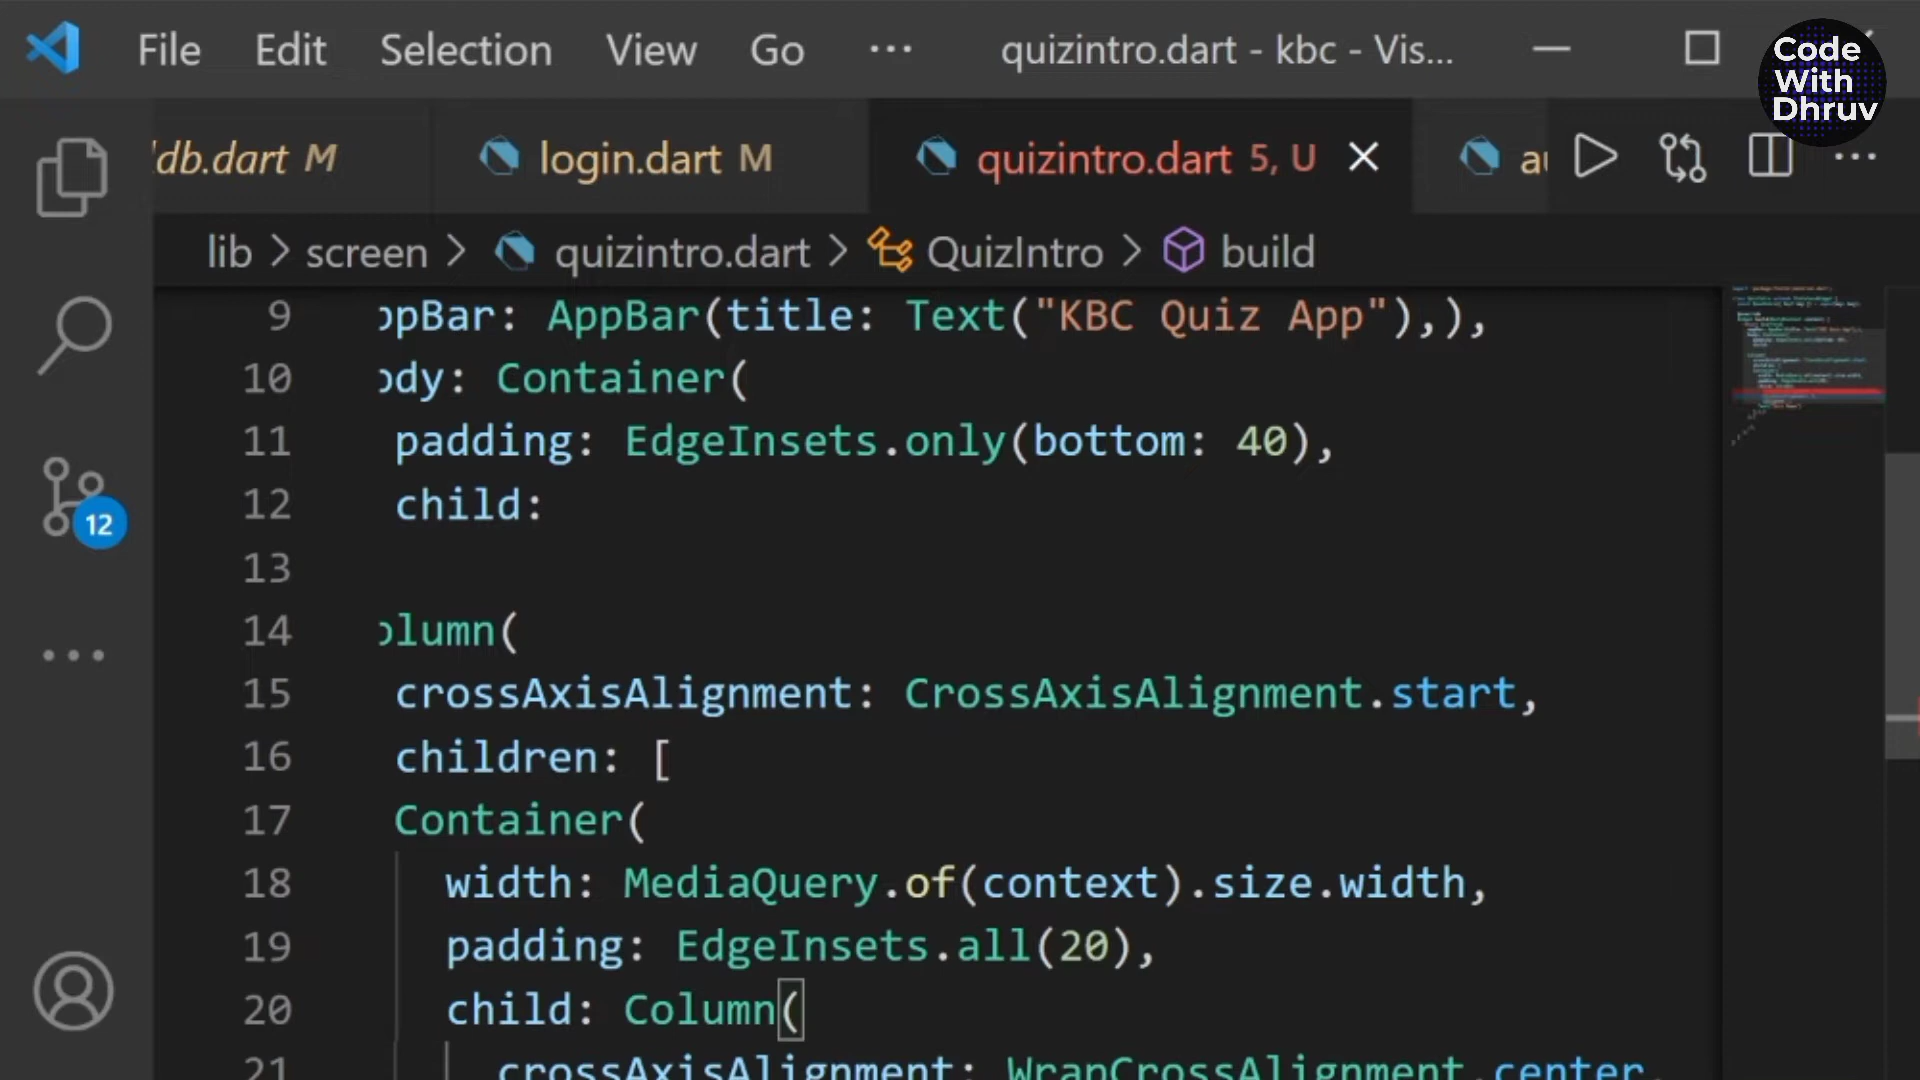 File Edit Selection View Go ··· quizintro.dart - kbc - Vis...
Code
With
Dhruv
db.dart M login.dart M quizintro.dart 5, U au ···
lib > screen > quizintro.dart > QuizIntro > build
9 ppBar: AppBar(title: Text("KBC Quiz App"),),
10 ody: Container(
11 padding: EdgeInsets.only(bottom: 40),
12 child:
13
14 olumn(
15 crossAxisAlignment: CrossAxisAlignment.start,
16 children: [
17 Container(
18 width: MediaQuery.of(context).size.width,
19 padding: EdgeInsets.all(20),
20 child: Column(
21 crossAxisAlignment: WrapCrossAlignment.center,
12